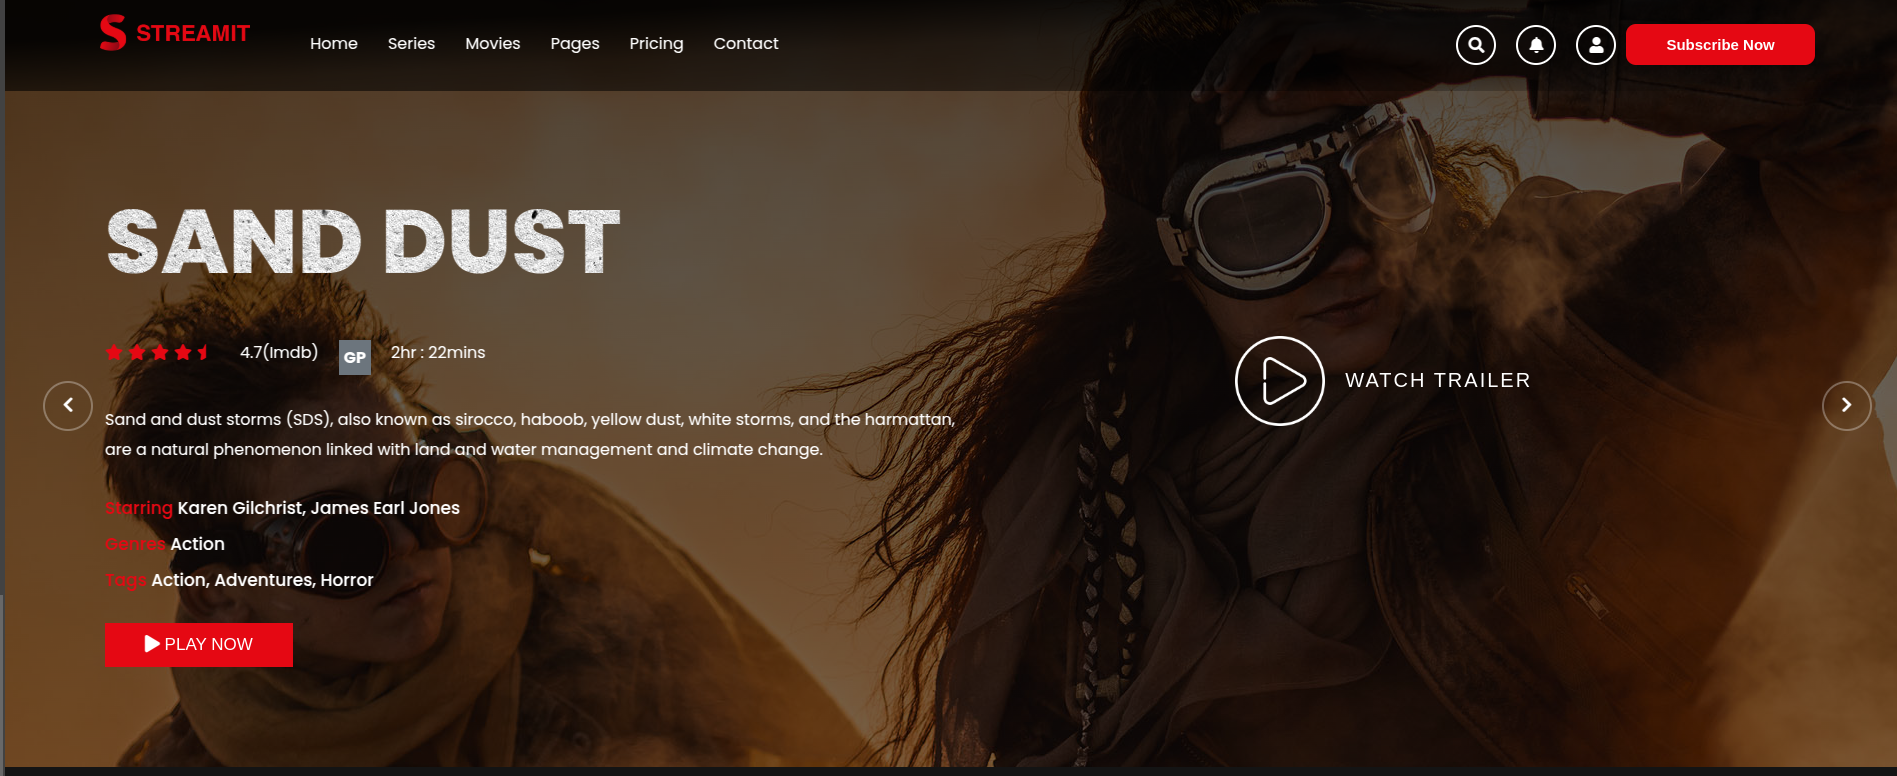 STREAMIT
Home Series Movies Pages Pricing Contact
Subscribe Now
SAND DUST
4.7(Imdb) GP 2hr : 22mins
WATCH TRAILER
Sand and dust storms (SDS), also known as sirocco, haboob, yellow dust, white storms, and the harmattan,
are a natural phenomenon linked with land and water management and climate change.
Starring Karen Gilchrist, James Earl Jones
Genres Action
Tags Action, Adventures, Horror
PLAY NOW